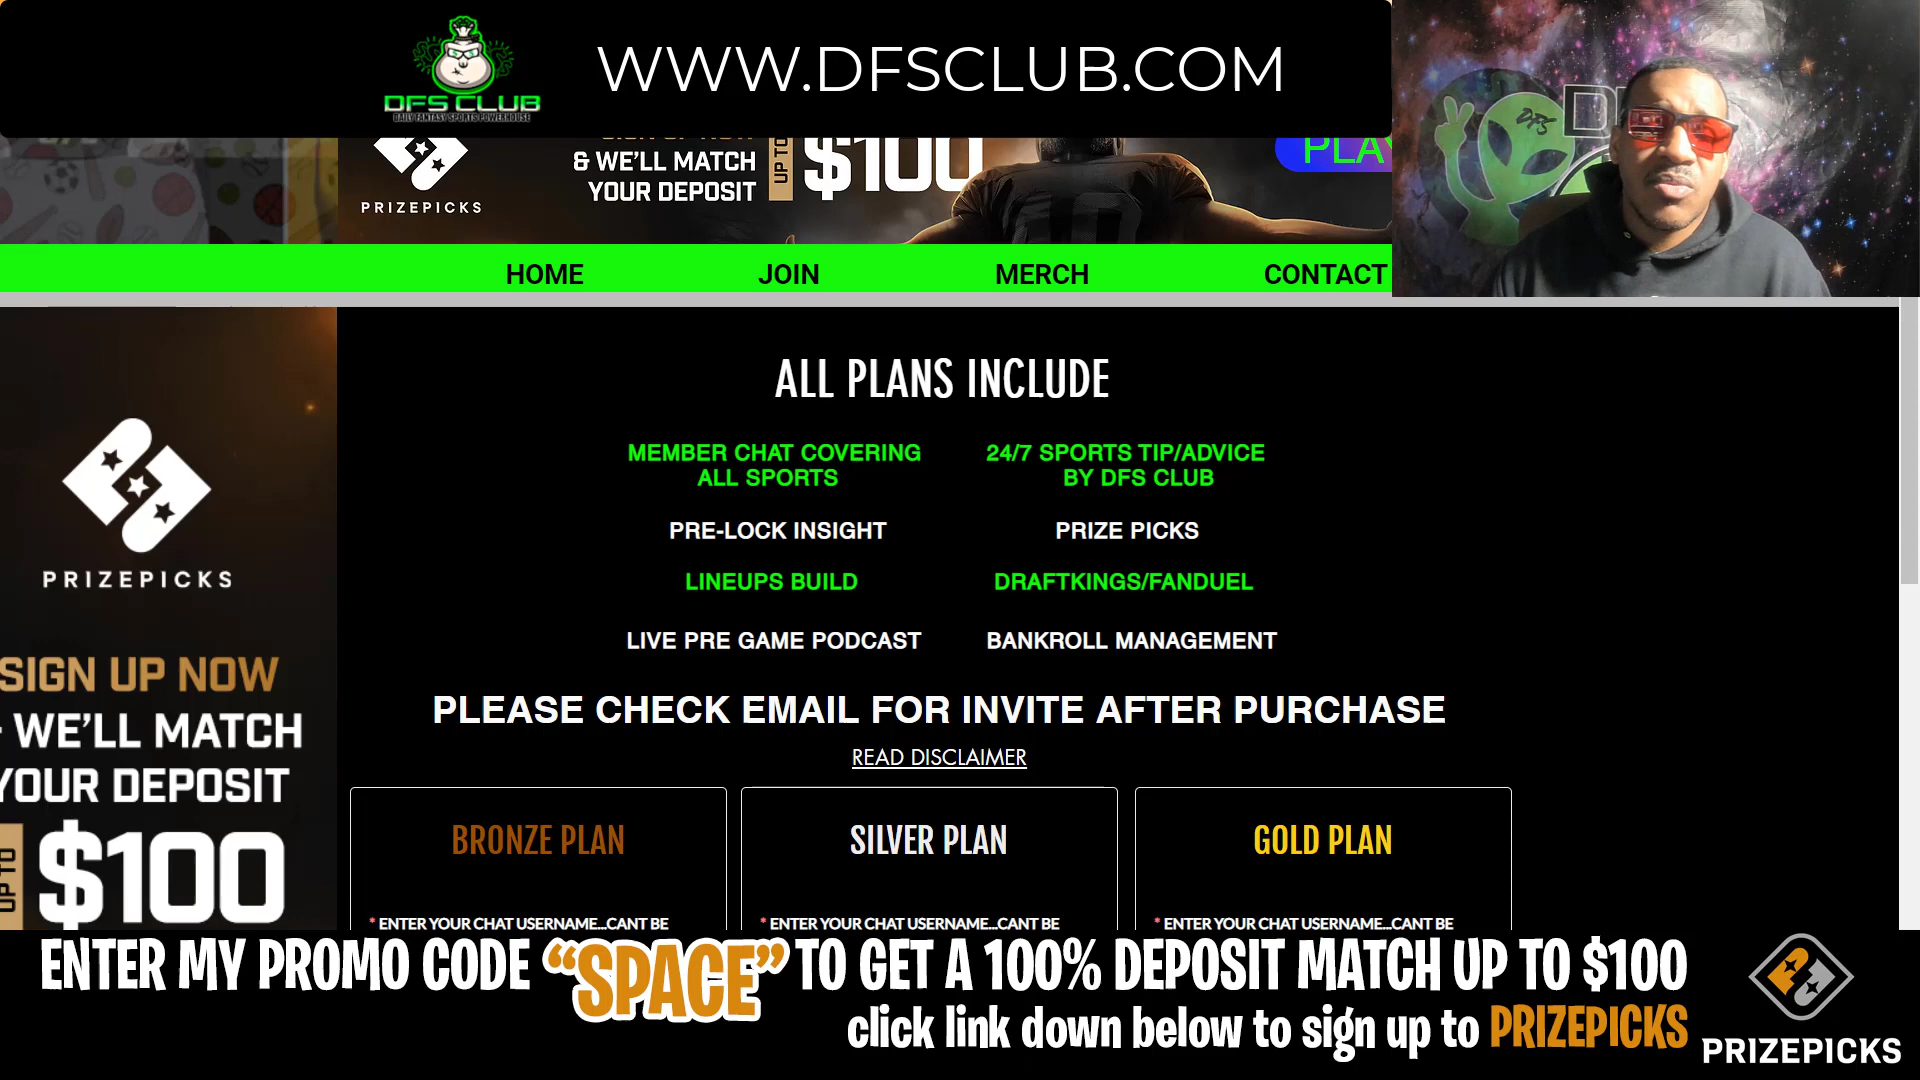 WWW.DFSCLUB.COM
DFS CLUB
DAILY FANTASY SPORTS POWERHOUSE
& WE'LL MATCH
YOUR DEPOSIT
UP TO
$100
PRIZEPICKS
HOME
JOIN
MERCH
CONTACT
DFS
ALL PLANS INCLUDE
MEMBER CHAT COVERING
ALL SPORTS
24/7 SPORTS TIP/ADVICE
BY DFS CLUB
PRE-LOCK INSIGHT
PRIZE PICKS
LINEUPS BUILD
DRAFTKINGS/FANDUEL
LIVE PRE GAME PODCAST
BANKROLL MANAGEMENT
PLEASE CHECK EMAIL FOR INVITE AFTER PURCHASE
READ DISCLAIMER
PRIZEPICKS
SIGN UP NOW
WE'LL MATCH
YOUR DEPOSIT
UP TO
$100
BRONZE PLAN
* ENTER YOUR CHAT USERNAME...CANT BE
SILVER PLAN
* ENTER YOUR CHAT USERNAME...CANT BE
GOLD PLAN
* ENTER YOUR CHAT USERNAME...CANT BE
ENTER MY PROMO CODE “SPACE” TO GET A 100% DEPOSIT MATCH UP TO $100
click link down below to sign up to PRIZEPICKS
PRIZEPICKS